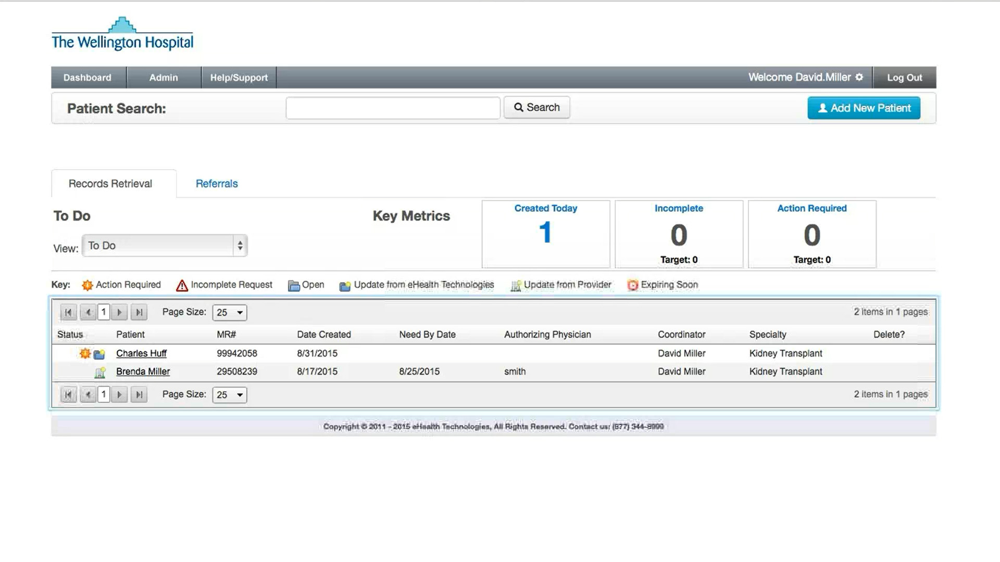 The Wellington Hospital
Dashboard Admin Help/Support Welcome David.Miller Log Out
Patient Search: Search Add New Patient
Records Retrieval Referrals
To Do Key Metrics Created Today Incomplete Action Required
1 0 0
View: To Do Target: 0 Target: 0
Key: Action Required Incomplete Request Open Update from eHealth Technologies Update from Provider Expiring Soon
1 Page Size: 25 2 items in 1 pages
Status Patient MR# Date Created Need By Date Authorizing Physician Coordinator Specialty Delete?
Charles Huff 99942058 8/31/2015 David Miller Kidney Transplant
Brenda Miller 29508239 8/17/2015 8/25/2015 smith David Miller Kidney Transplant
1 Page Size: 25 2 items in 1 pages
Copyright © 2011 - 2015 eHealth Technologies, All Rights Reserved. Contact us: (877) 344-8999